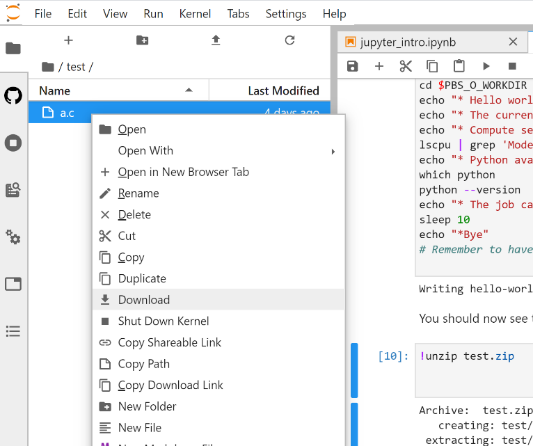 File Edit View Run Kernel Tabs Settings Help
/ test /
Name Last Modified
a.c 4 days ago
Open
Open With
Open in New Browser Tab
Rename
Delete
Cut
Copy
Duplicate
Download
Shut Down Kernel
Copy Shareable Link
Copy Path
Copy Download Link
New Folder
New File
jupyter_intro.ipynb
cd $PBS_O_WORKDIR
echo "* Hello worl
echo "* The curren
echo "* Compute se
lscpu | grep 'Mode
echo "* Python ava
which python
python --version
echo "* The job ca
sleep 10
echo "*Bye"
# Remember to have
Writing hello-worl
You should now see t
[10]: !unzip test.zip
Archive: test.zip
creating: test/
extracting: test/